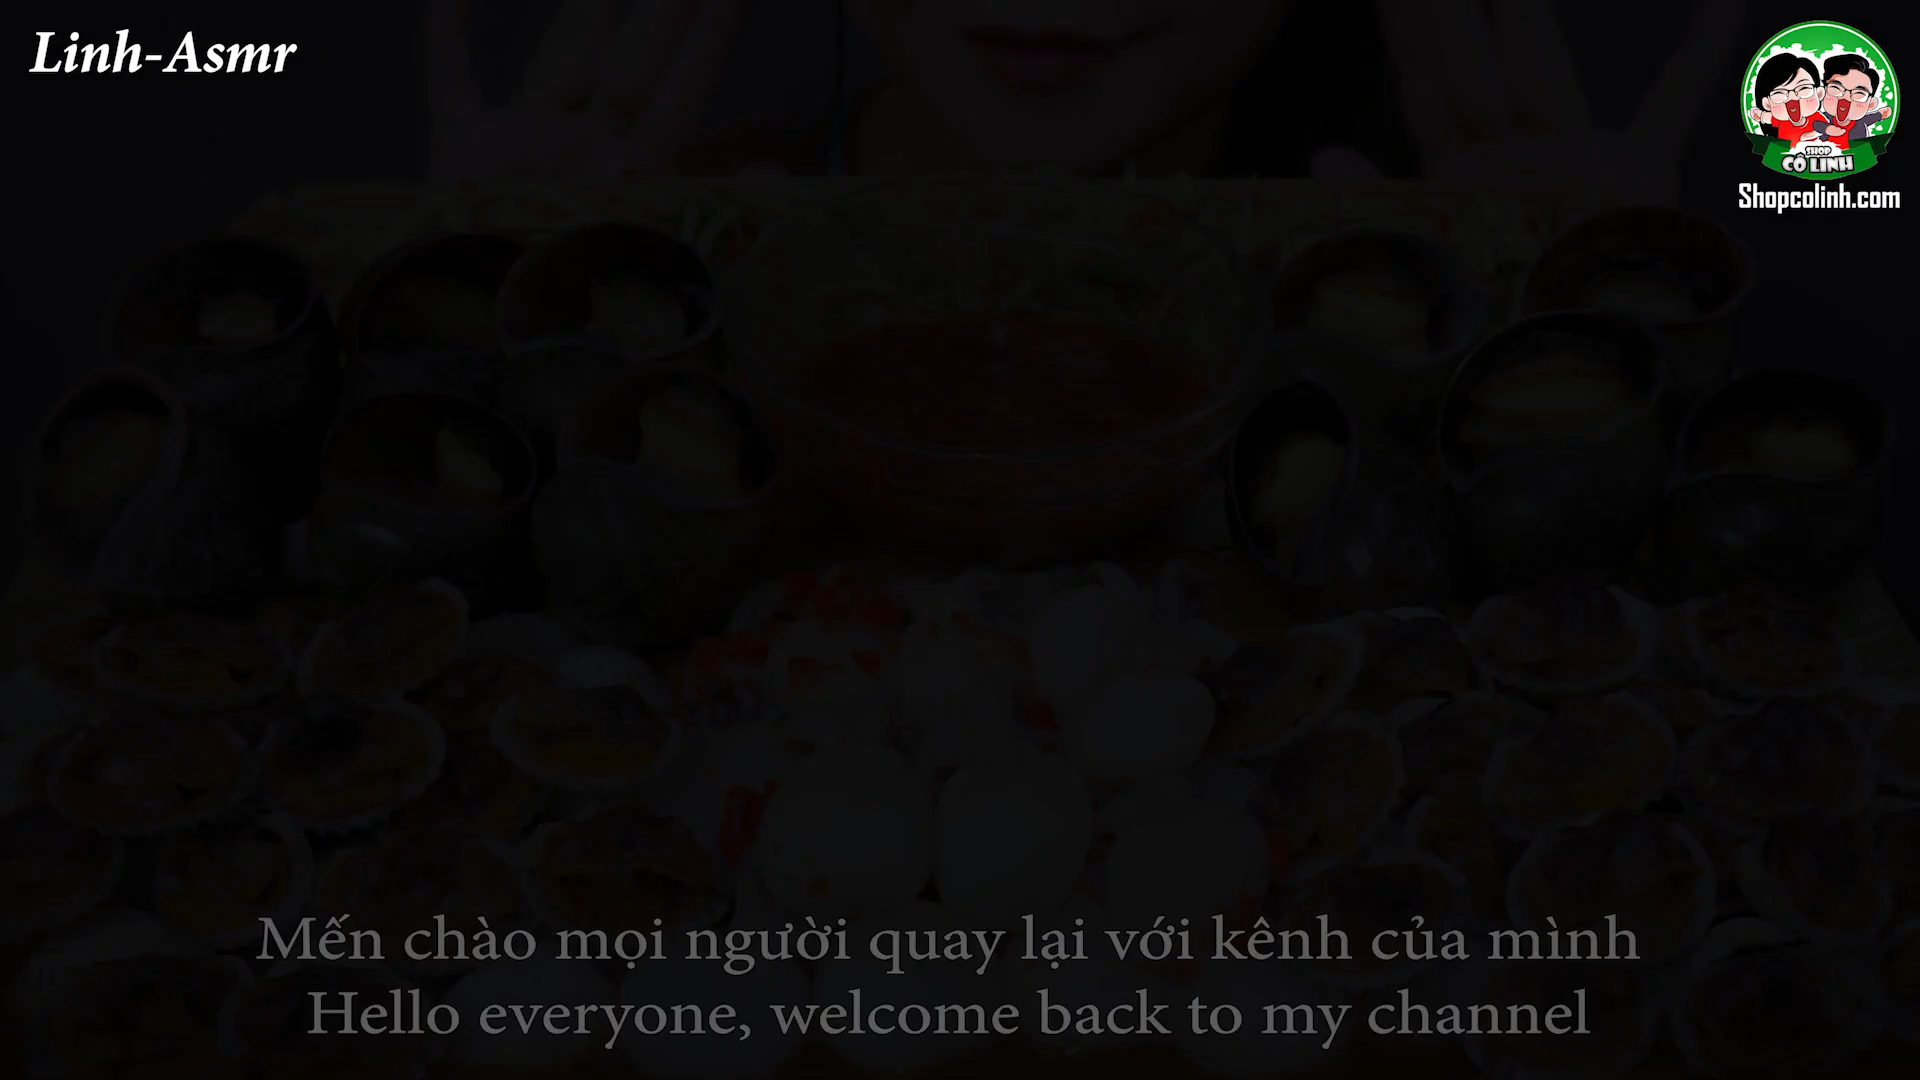 Linh-Asmr
SHOP
CÔ LINH
Shopcolinh.com
Mến chào mọi người quay lại với kênh của mình
Hello everyone, welcome back to my channel